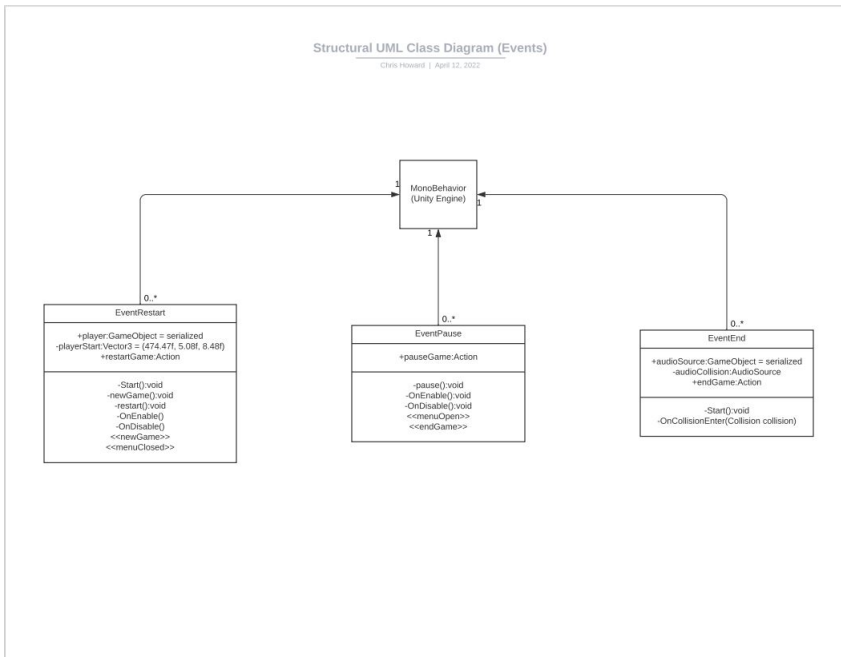 Structural UML Class Diagram (Events)
Chris Howard | April 12, 2022
MonoBehavior
(Unity Engine)
1
1
1
0..*
0..*
0..*
EventRestart
+player:GameObject = serialized
-playerStart:Vector3 = (474.47f, 5.08f, 8.48f)
+restartGame:Action
-Start():void
-newGame():void
-restart():void
-OnEnable()
-OnDisable()
<<newGame>>
<<menuClosed>>
EventPause
+pauseGame:Action
-pause():void
-OnEnable():void
-OnDisable():void
<<menuOpen>>
<<endGame>>
EventEnd
+audioSource:GameObject = serialized
-audioCollision:AudioSource
+endGame:Action
-Start():void
-OnCollisionEnter(Collision collision)